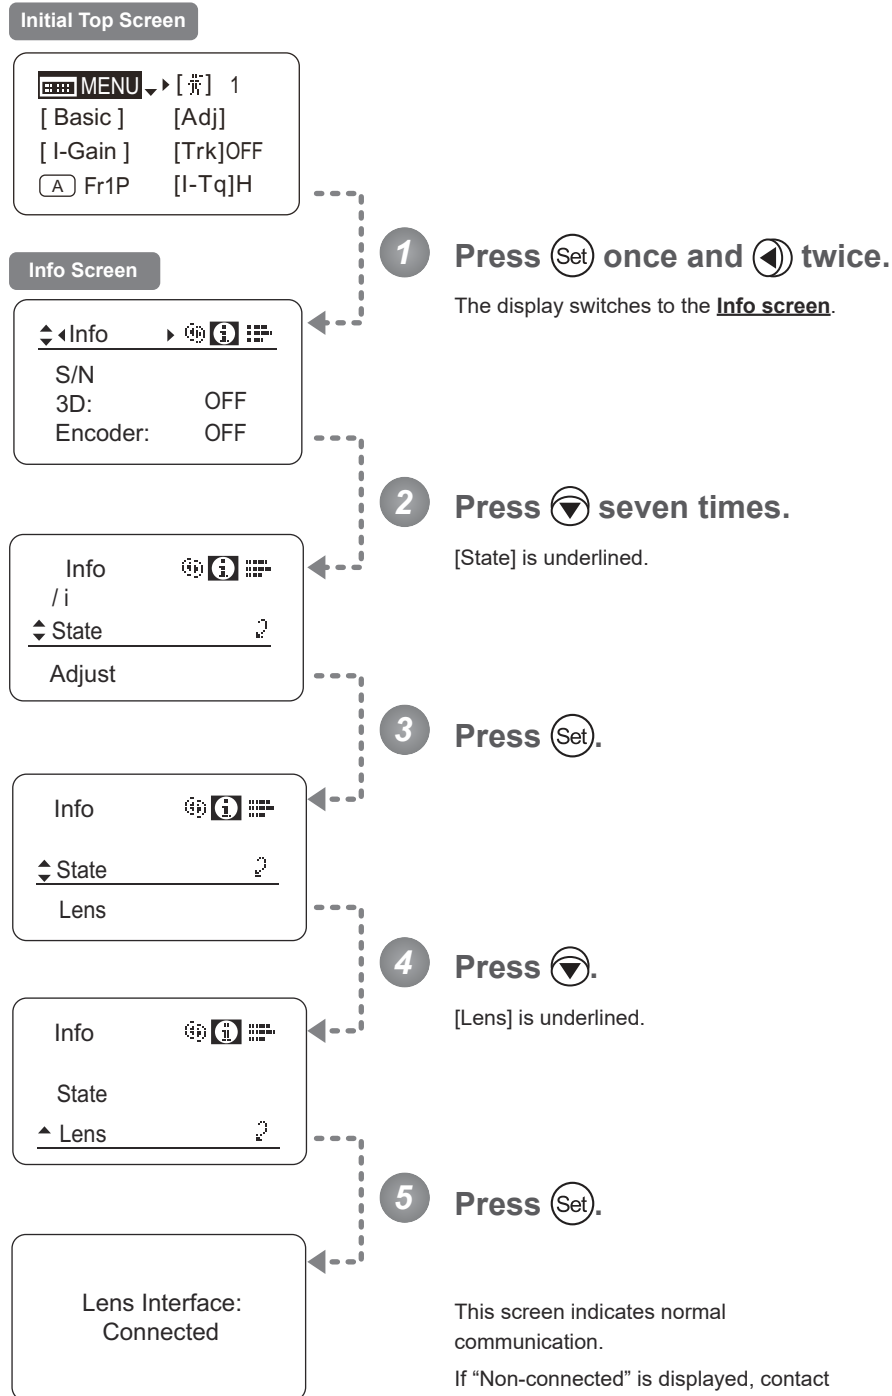 Initial Top Screen
MENU [ ] 1
[ Basic ] [Adj]
[ I-Gain ] [Trk]OFF
A Fr1P [I-Tq]H
1 Press Set once and twice.
The display switches to the Info screen.
Info Screen
Info
S/N
3D: OFF
Encoder: OFF
2 Press seven times.
[State] is underlined.
Info
/ i
State
Adjust
3 Press Set.
Info
State
Lens
4 Press .
[Lens] is underlined.
Info
State
Lens
5 Press Set.
Lens Interface:
Connected
This screen indicates normal
communication.
If “Non-connected” is displayed, contact